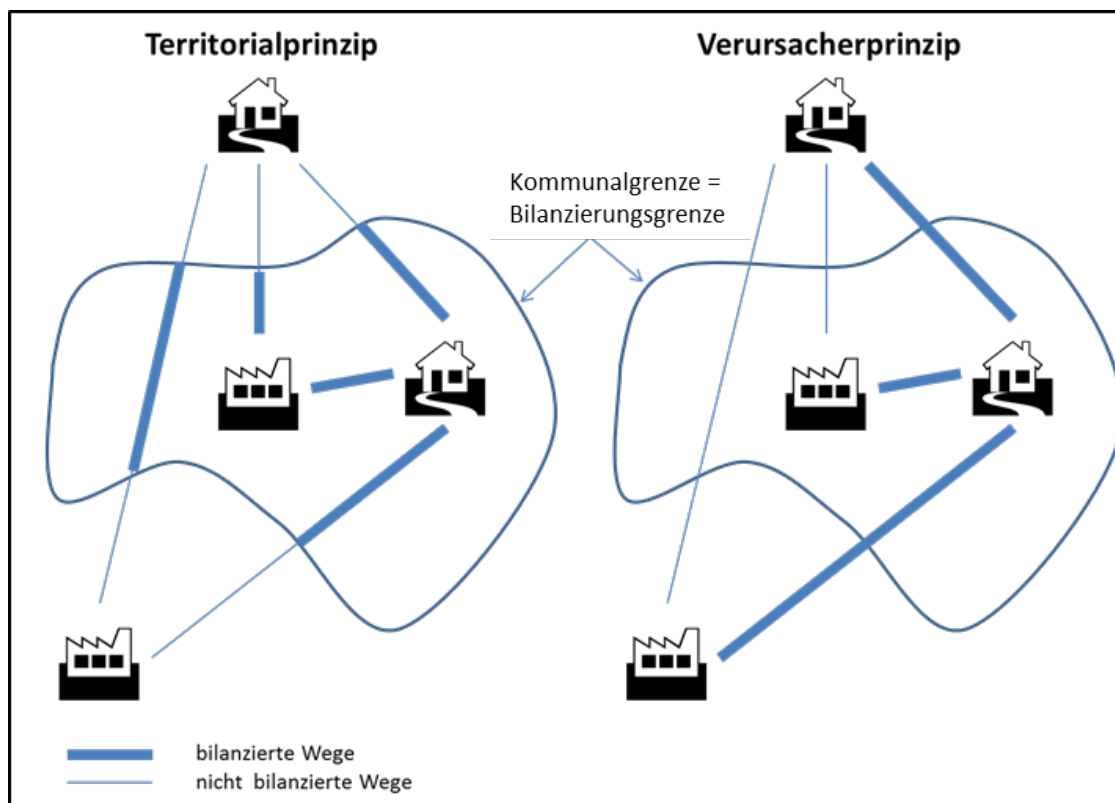 Territorialprinzip
Verursacherprinzip
Kommunalgrenze =
Bilanzierungsgrenze
bilanzierte Wege
nicht bilanzierte Wege